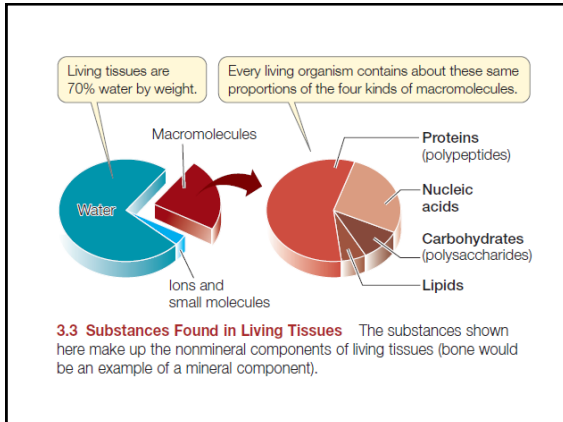 Living tissues are
70% water by weight.
Every living organism contains about these same
proportions of the four kinds of macromolecules.
Macromolecules
Water
Ions and
small molecules
Proteins
(polypeptides)
Nucleic
acids
Carbohydrates
(polysaccharides)
Lipids
3.3 Substances Found in Living Tissues The substances shown
here make up the nonmineral components of living tissues (bone would
be an example of a mineral component).